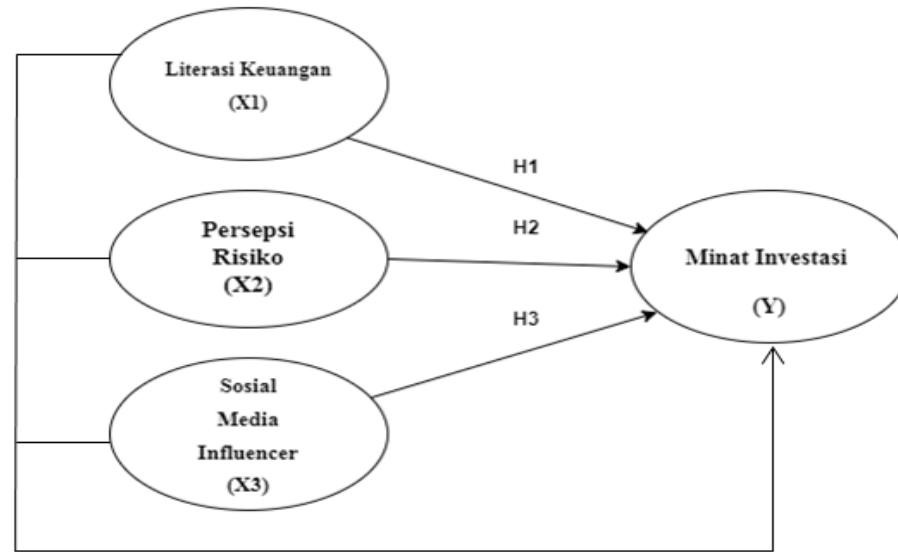 Literasi Keuangan
(X1)
H1
Persepsi
Risiko
(X2)
H2
Minat Investasi
(Y)
H3
Sosial
Media
Influencer
(X3)